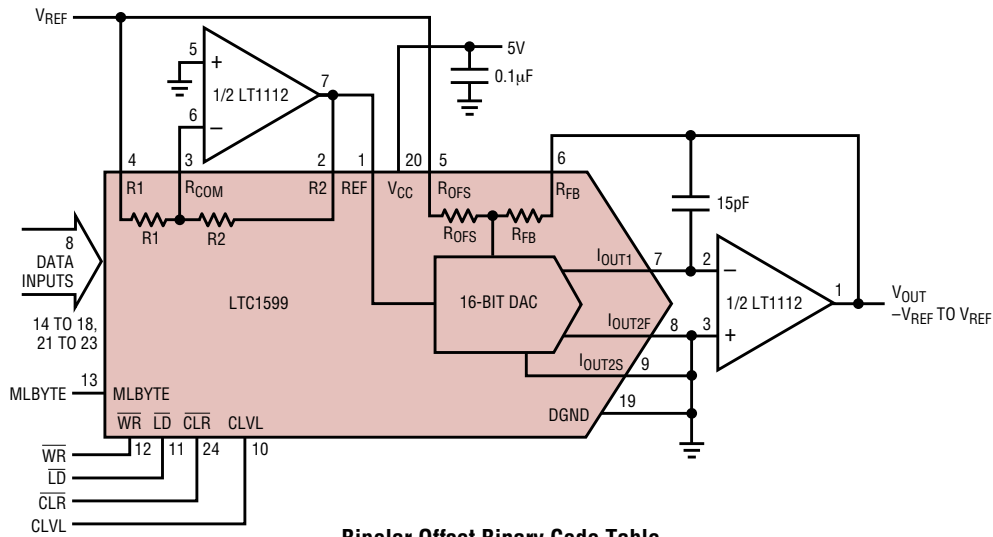 VREF
5
+
1/2 LT1112
7
6
–
5V
0.1µF
4
3
2
1
20
5
6
R1
RCOM
R2
REF
VCC
ROFS
RFB
R1
R2
ROFS
RFB
15pF
8
DATA
INPUTS
14 TO 18,
21 TO 23
LTC1599
16-BIT DAC
IOUT1
7
2
–
1/2 LT1112
1
VOUT
–VREF TO VREF
IOUT2F
8
3
+
IOUT2S
9
DGND
19
MLBYTE
13
MLBYTE
WR
LD
CLR
CLVL
12
11
24
10
WR
LD
CLR
CLVL
Bipolar Offset Binary Code Table